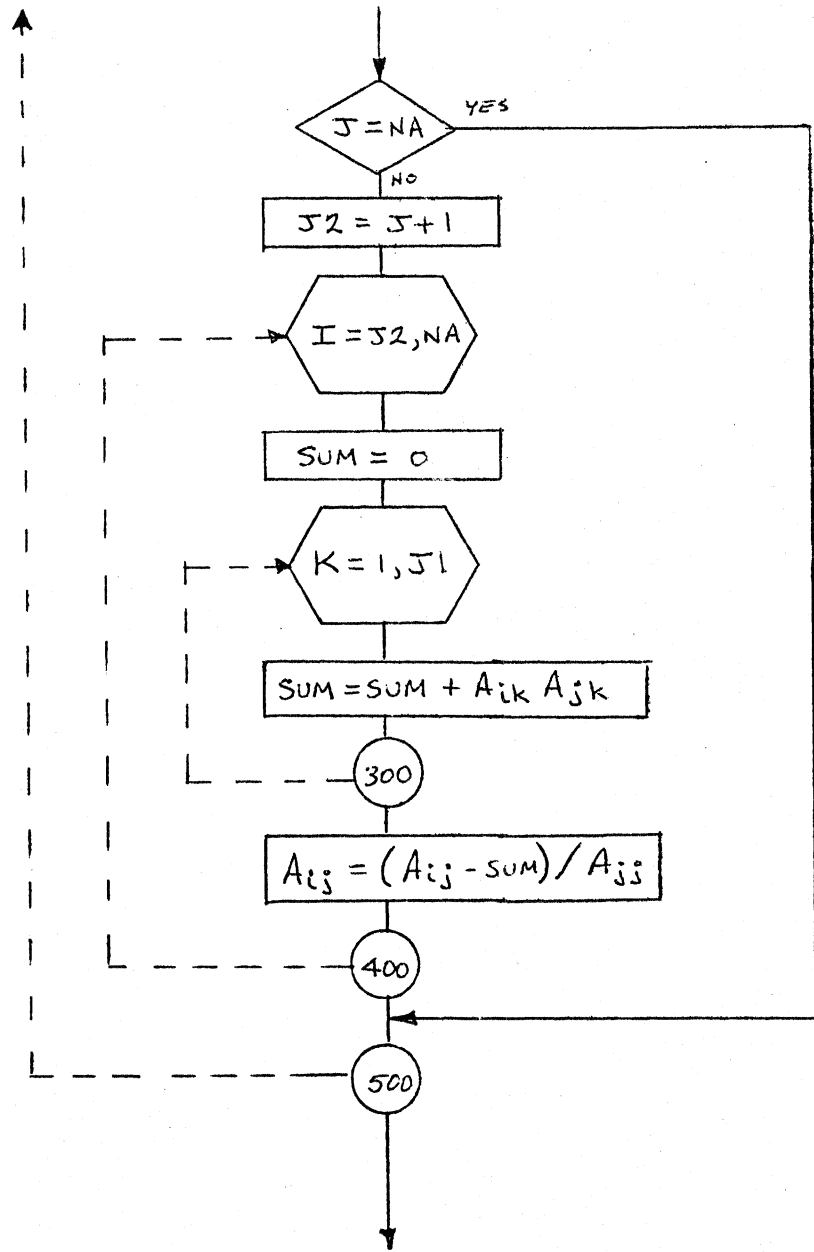 J = NA
YES
NO
J2 = J+1
I = J2, NA
SUM = 0
K = 1, J1
SUM = SUM + Aik Ajk
300
Aij = (Aij - SUM) / Ajj
400
500